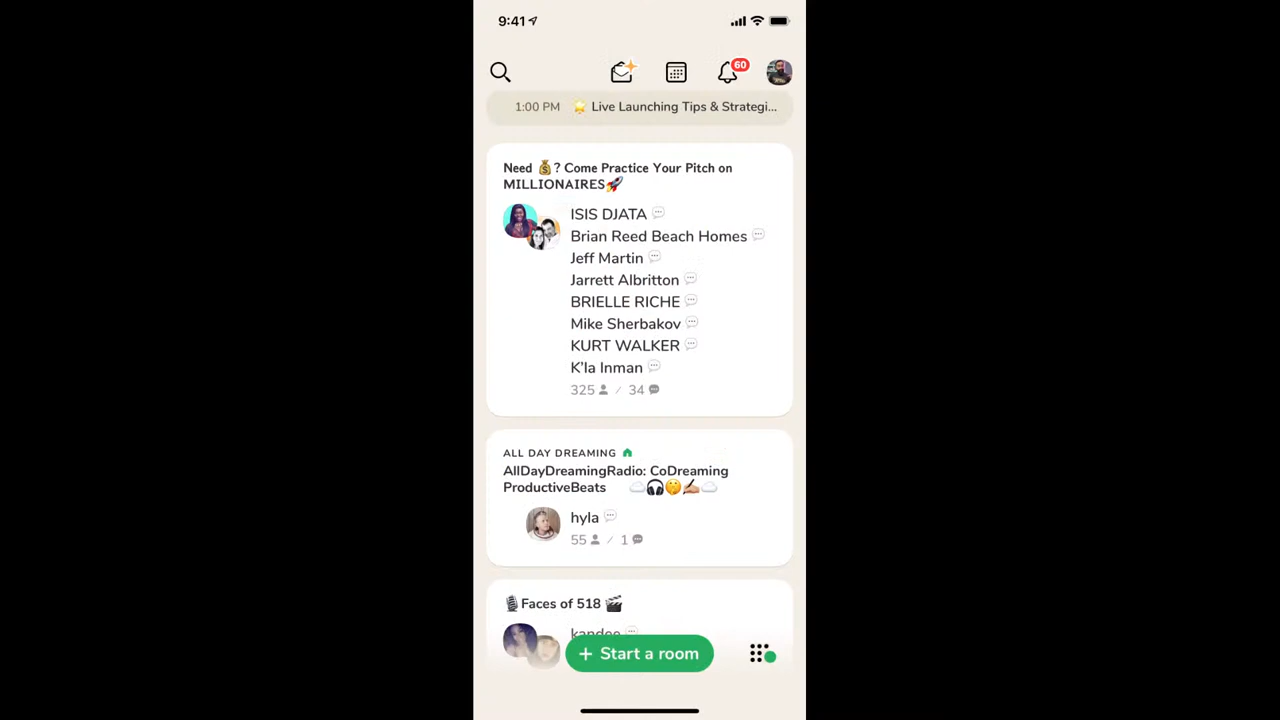 9:41
60
1:00 PM 🌟 Live Launching Tips & Strategi...
Need 💰? Come Practice Your Pitch on
MILLIONAIRES🚀
ISIS DJATA
Brian Reed Beach Homes
Jeff Martin
Jarrett Albritton
BRIELLE RICHE
Mike Sherbakov
KURT WALKER
K'la Inman
325 / 34
ALL DAY DREAMING
AllDayDreamingRadio: CoDreaming
ProductiveBeats ☁️🎧🤫✍🏼☁️
hyla
55 / 1
🎙Faces of 518 🎬
kandee
+ Start a room